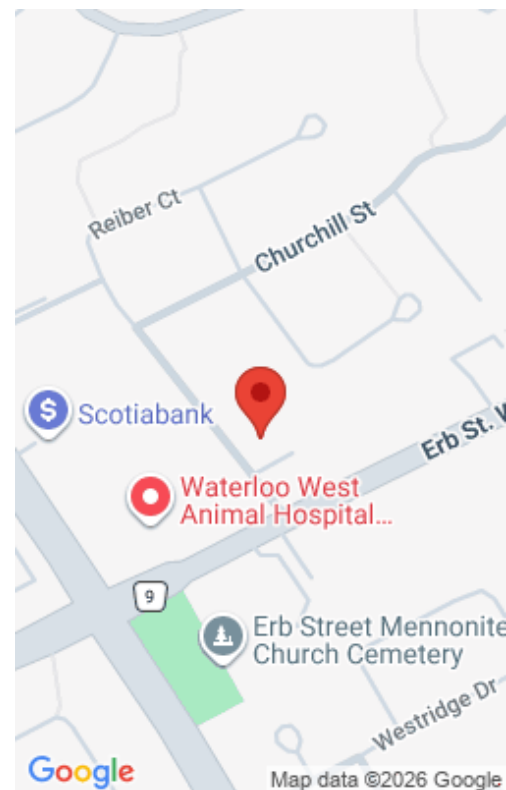 Reiber Ct
Churchill St
Scotiabank
Erb St. W
Waterloo West
Animal Hospital...
9
Erb Street Mennonite
Church Cemetery
Westridge Dr
Google
Map data ©2026 Google